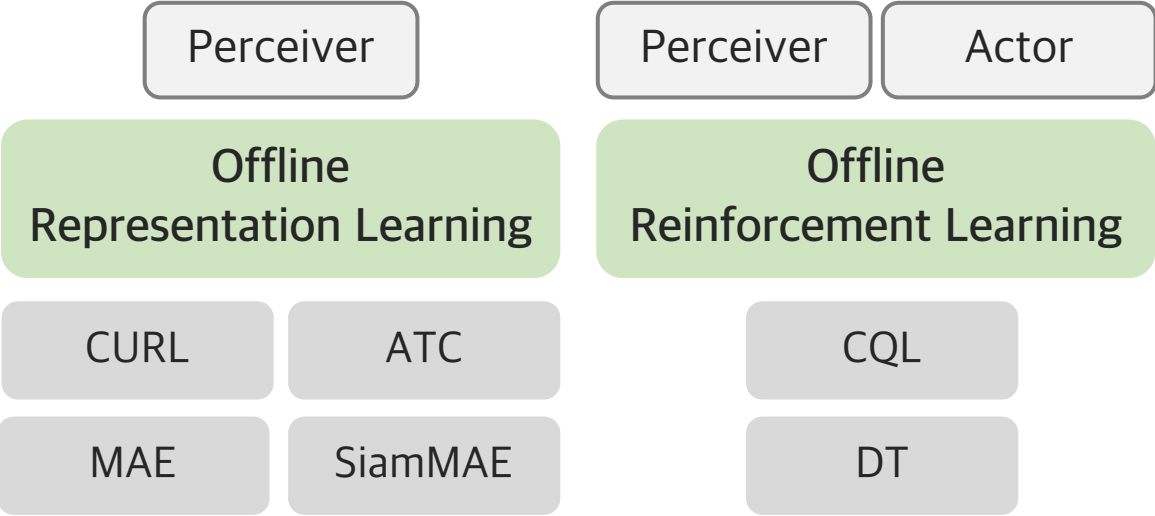 Perceiver
Perceiver
Actor
Offline
Representation Learning
Offline
Reinforcement Learning
CURL
ATC
CQL
MAE
SiamMAE
DT